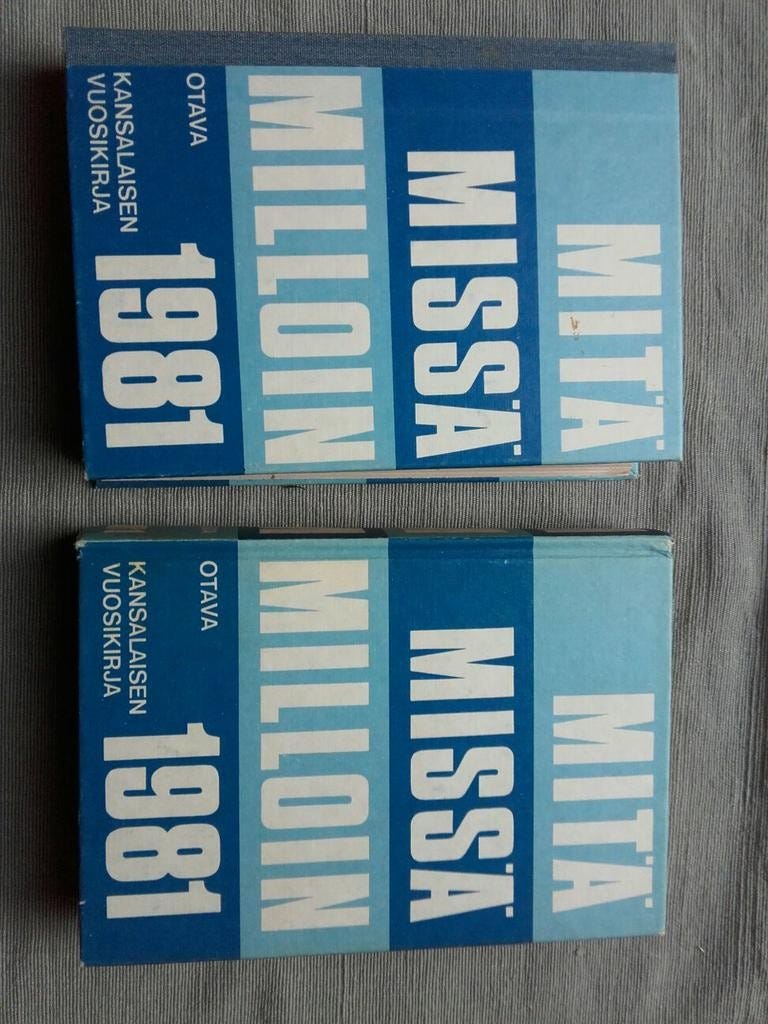 MITÄ
MISSÄ
MILLOIN
OTAVA
KANSALAISEN
VUOSIKIRJA
1981
MITÄ
MISSÄ
MILLOIN
OTAVA
KANSALAISEN
VUOSIKIRJA
1981